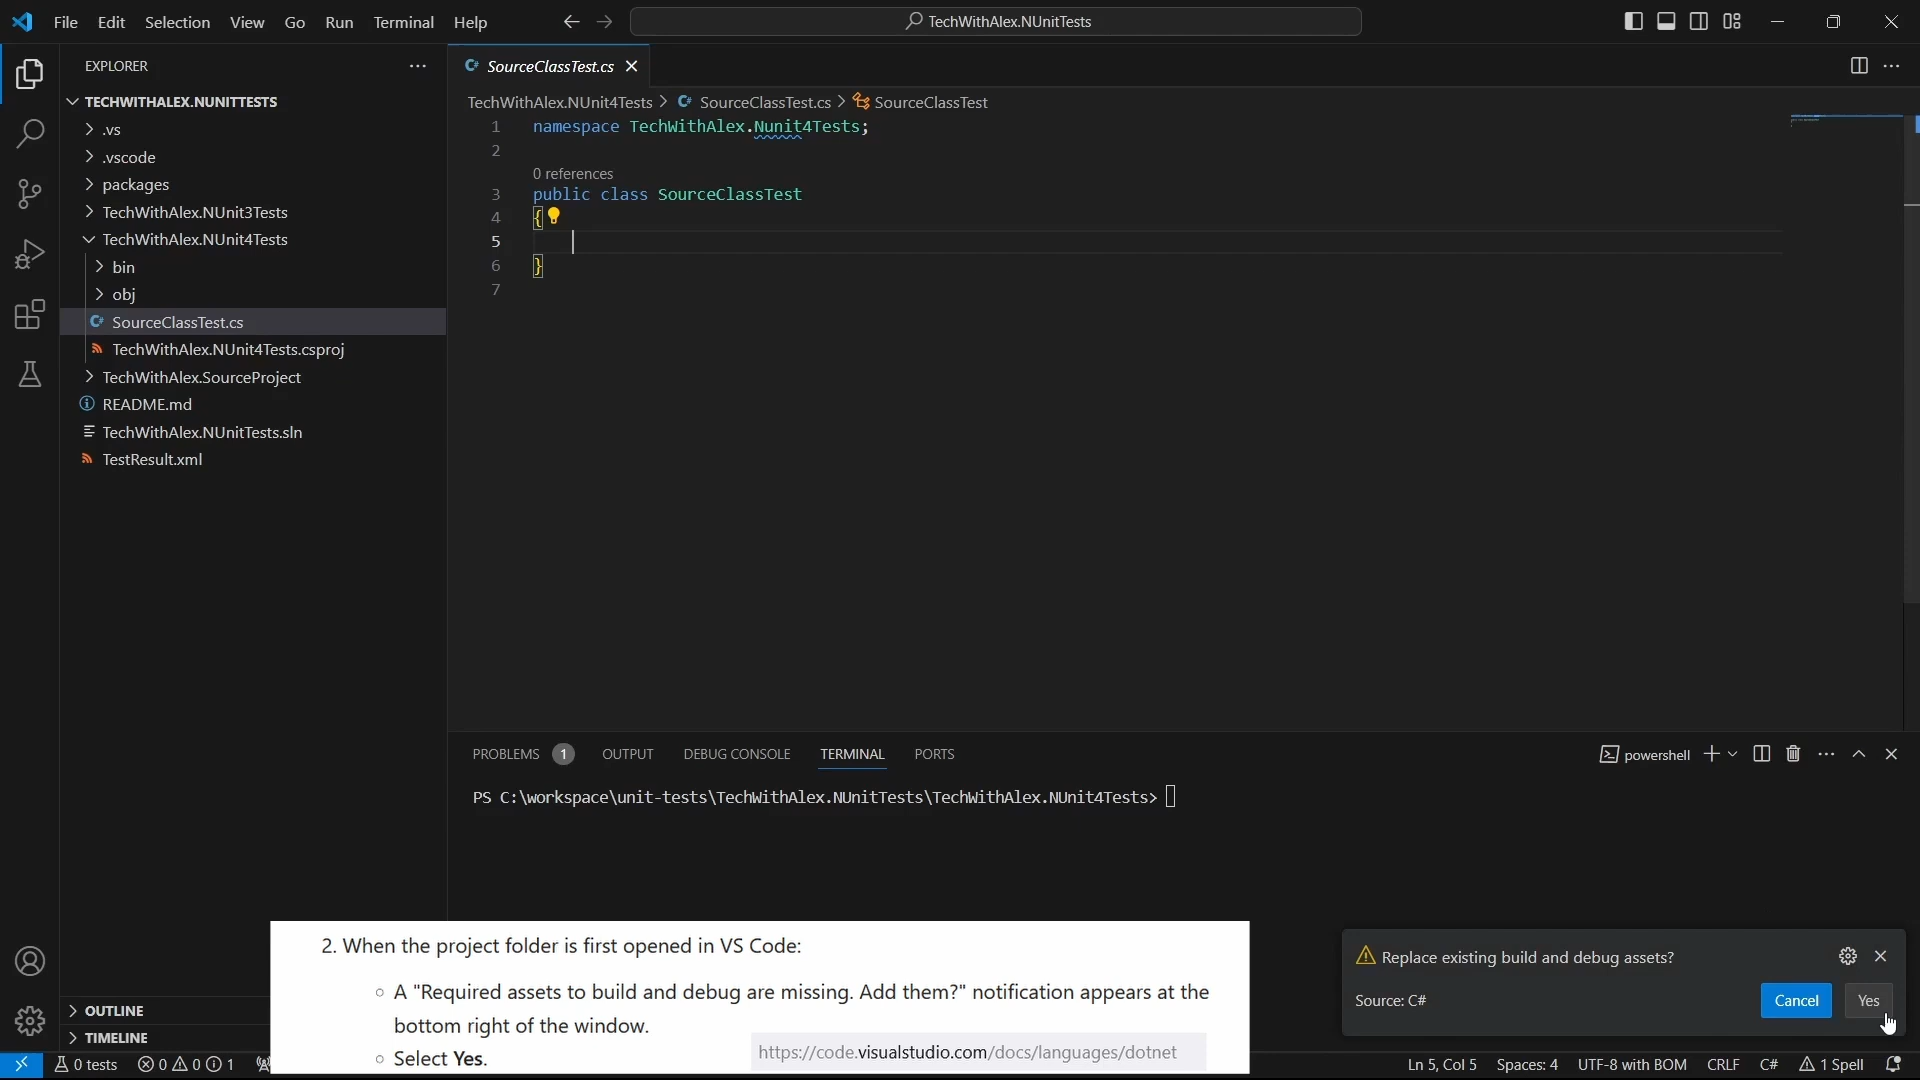 File Edit Selection View Go Run Terminal Help
TechWithAlex.NUnitTests
EXPLORER
TECHWITHALEX.NUNITTESTS
.vs
.vscode
packages
TechWithAlex.NUnit3Tests
TechWithAlex.NUnit4Tests
bin
obj
SourceClassTest.cs
TechWithAlex.NUnit4Tests.csproj
TechWithAlex.SourceProject
README.md
TechWithAlex.NUnitTests.sln
TestResult.xml
OUTLINE
TIMELINE
C# SourceClassTest.cs
TechWithAlex.NUnit4Tests > C# SourceClassTest.cs > SourceClassTest
1 namespace TechWithAlex.Nunit4Tests;
2
0 references
3 public class SourceClassTest
4 {
5
6 }
7
PROBLEMS 1 OUTPUT DEBUG CONSOLE TERMINAL PORTS
powershell
PS C:\workspace\unit-tests\TechWithAlex.NUnitTests\TechWithAlex.NUnit4Tests>
2. When the project folder is first opened in VS Code:
○ A "Required assets to build and debug are missing. Add them?" notification appears at the
bottom right of the window.
○ Select Yes.
https://code.visualstudio.com/docs/languages/dotnet
Replace existing build and debug assets?
Source: C#
Cancel Yes
0 tests 0 0 1
Ln 5, Col 5 Spaces: 4 UTF-8 with BOM CRLF C# 1 Spell